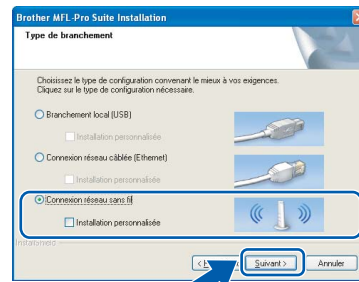 Brother MFL-Pro Suite Installation
Type de branchement
Choisissez le type de configuration convenant le mieux à vos exigences.
Cliquez sur le type de configuration nécessaire.
Branchement local (USB)
Installation personnalisée
Connexion réseau câblée (Ethernet)
Installation personnalisée
Connexion réseau sans fil
Installation personnalisée
InstallShield
Suivant > Annuler